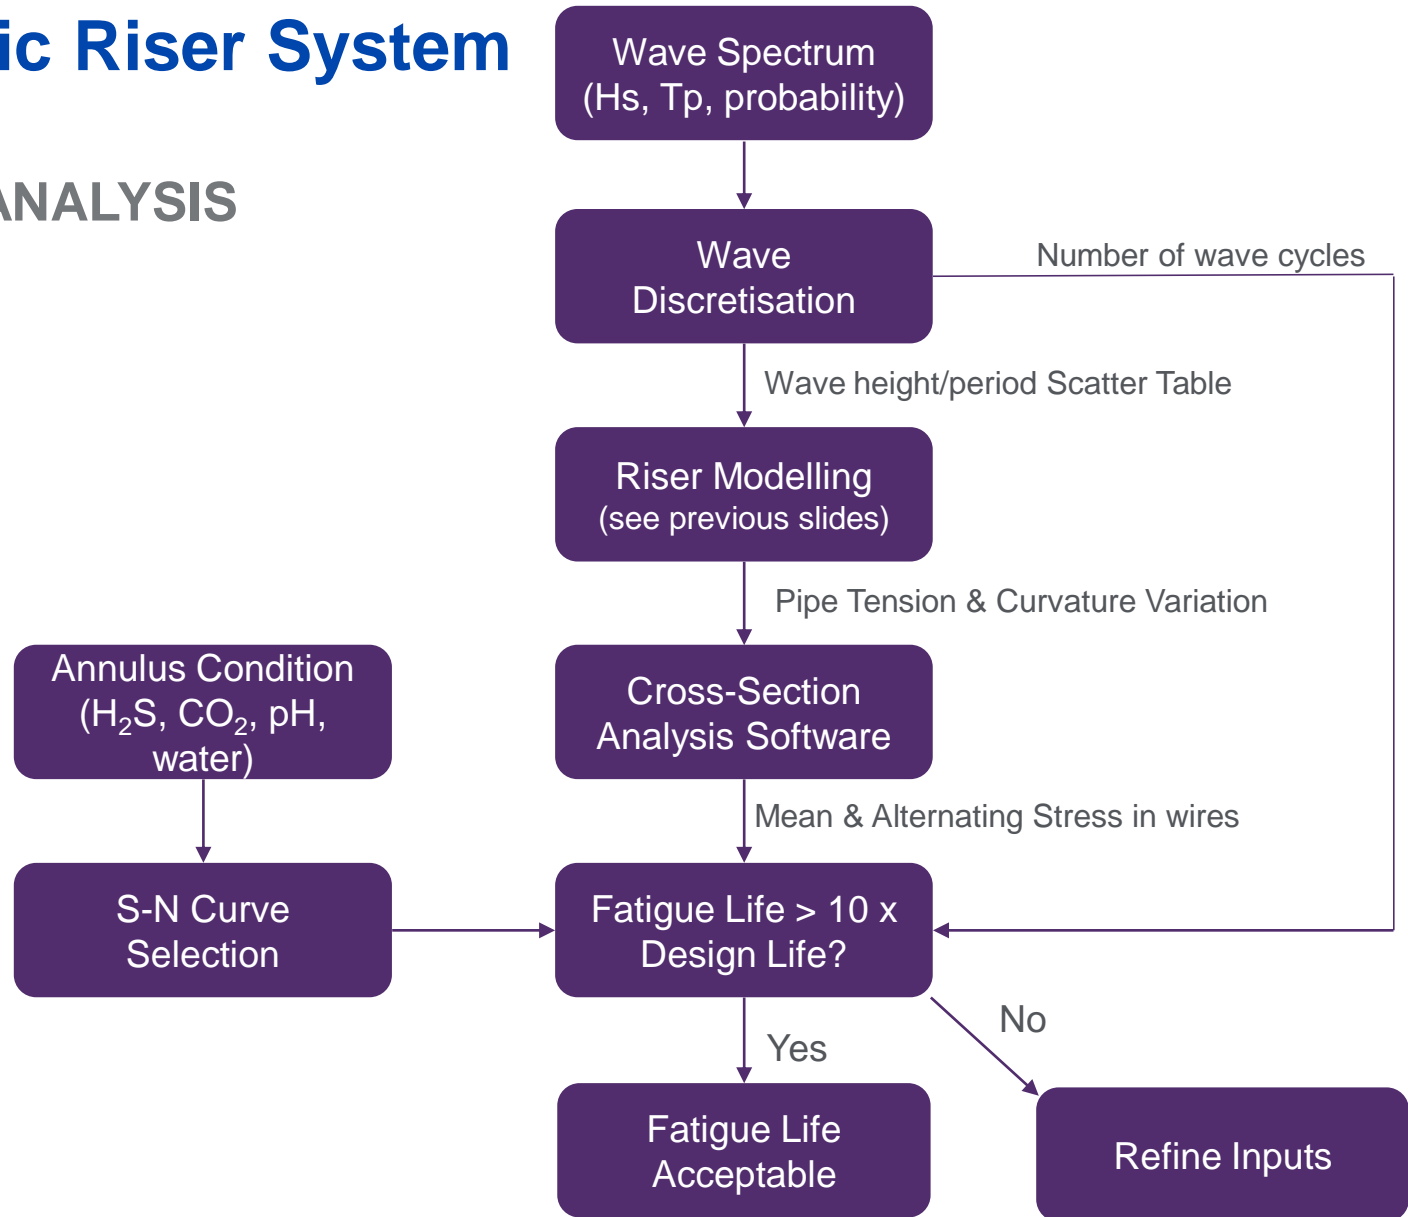 ic Riser System
ANALYSIS
Wave Spectrum
(Hs, Tp, probability)
Wave
Discretisation
Number of wave cycles
Wave height/period Scatter Table
Riser Modelling
(see previous slides)
Pipe Tension & Curvature Variation
Annulus Condition
(H₂S, CO₂, pH,
water)
Cross-Section
Analysis Software
Mean & Alternating Stress in wires
S-N Curve
Selection
Fatigue Life > 10 x
Design Life?
No
Yes
Fatigue Life
Acceptable
Refine Inputs